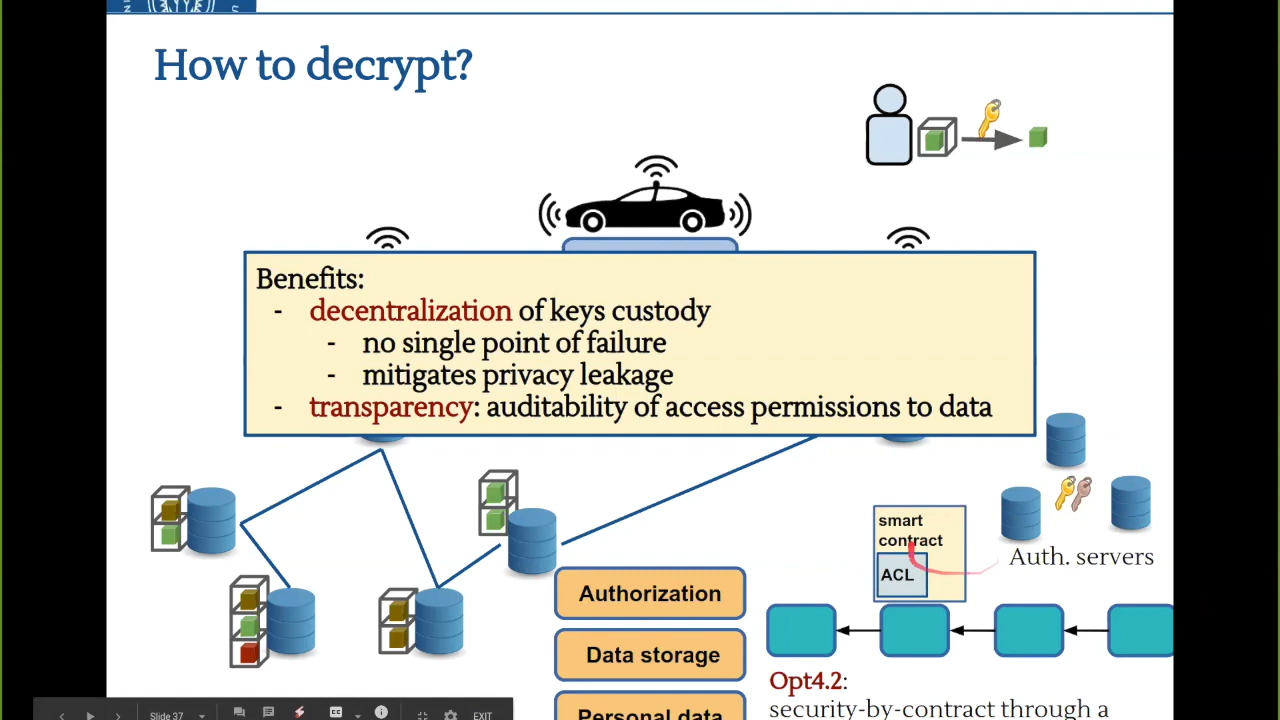 How to decrypt?
Benefits:
- decentralization of keys custody
- no single point of failure
- mitigates privacy leakage
- transparency: auditability of access permissions to data
smart
contract
ACL
Auth. servers
Authorization
Data storage
Personal data
Opt4.2:
security-by-contract through a
Slide 37
EXIT